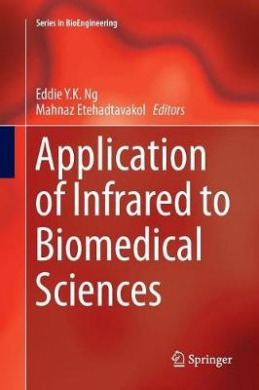 Series in BioEngineering
Eddie Y.K. Ng
Mahnaz Etehadtavakol Editors
Application
of Infrared to
Biomedical
Sciences
Springer